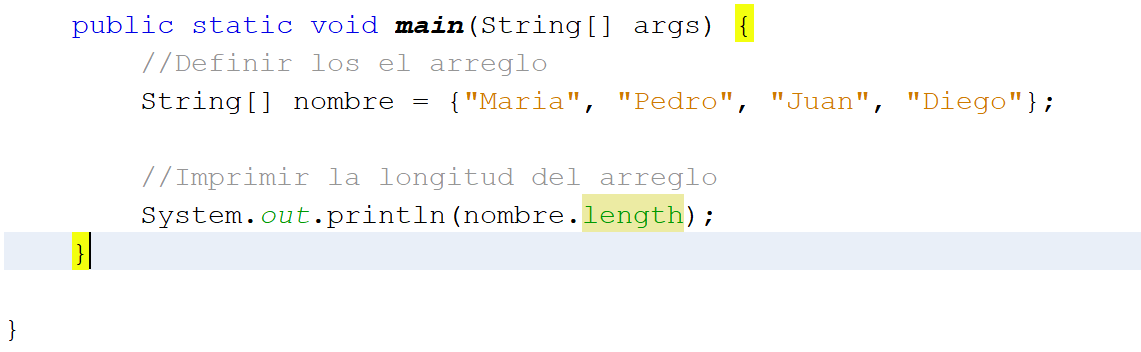 public static void main(String[] args) {
//Definir los el arreglo
String[] nombre = {"Maria", "Pedro", "Juan", "Diego"};
//Imprimir la longitud del arreglo
System.out.println(nombre.length);
}
}